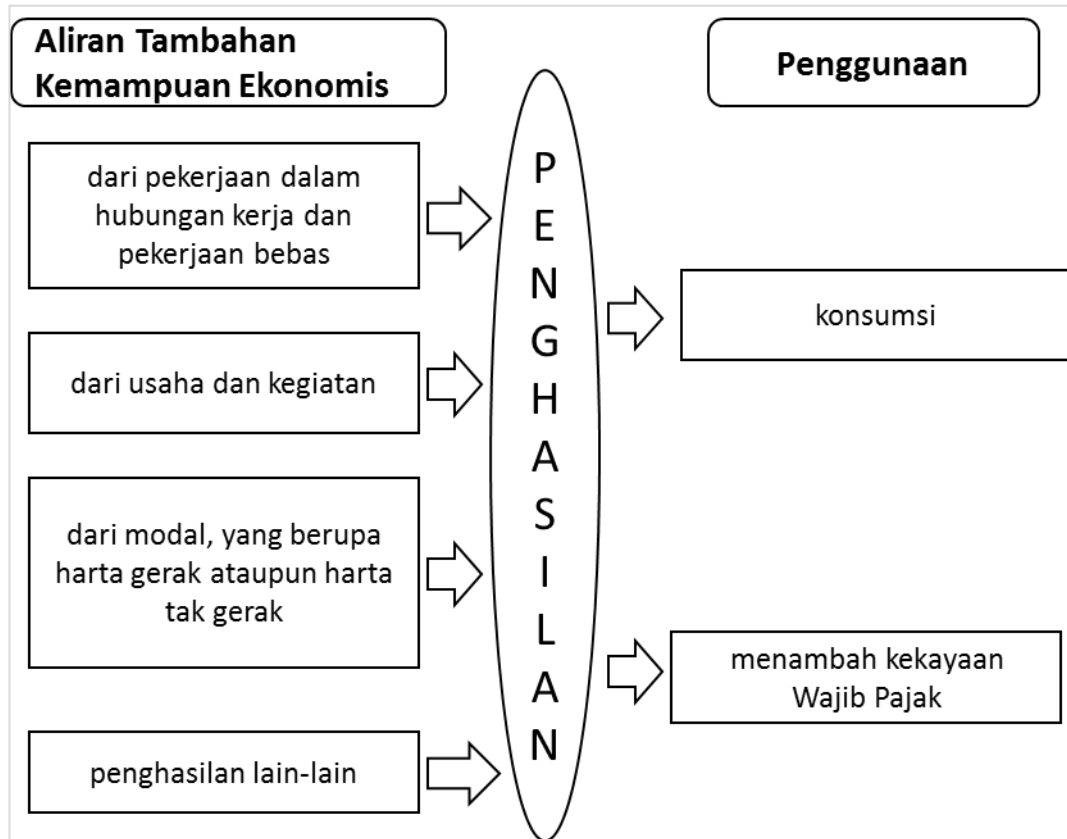 Aliran Tambahan
Kemampuan Ekonomis
Penggunaan
dari pekerjaan dalam
hubungan kerja dan
pekerjaan bebas
dari usaha dan kegiatan
dari modal, yang berupa
harta gerak ataupun harta
tak gerak
penghasilan lain-lain
P
E
N
G
H
A
S
I
L
A
N
konsumsi
menambah kekayaan
Wajib Pajak